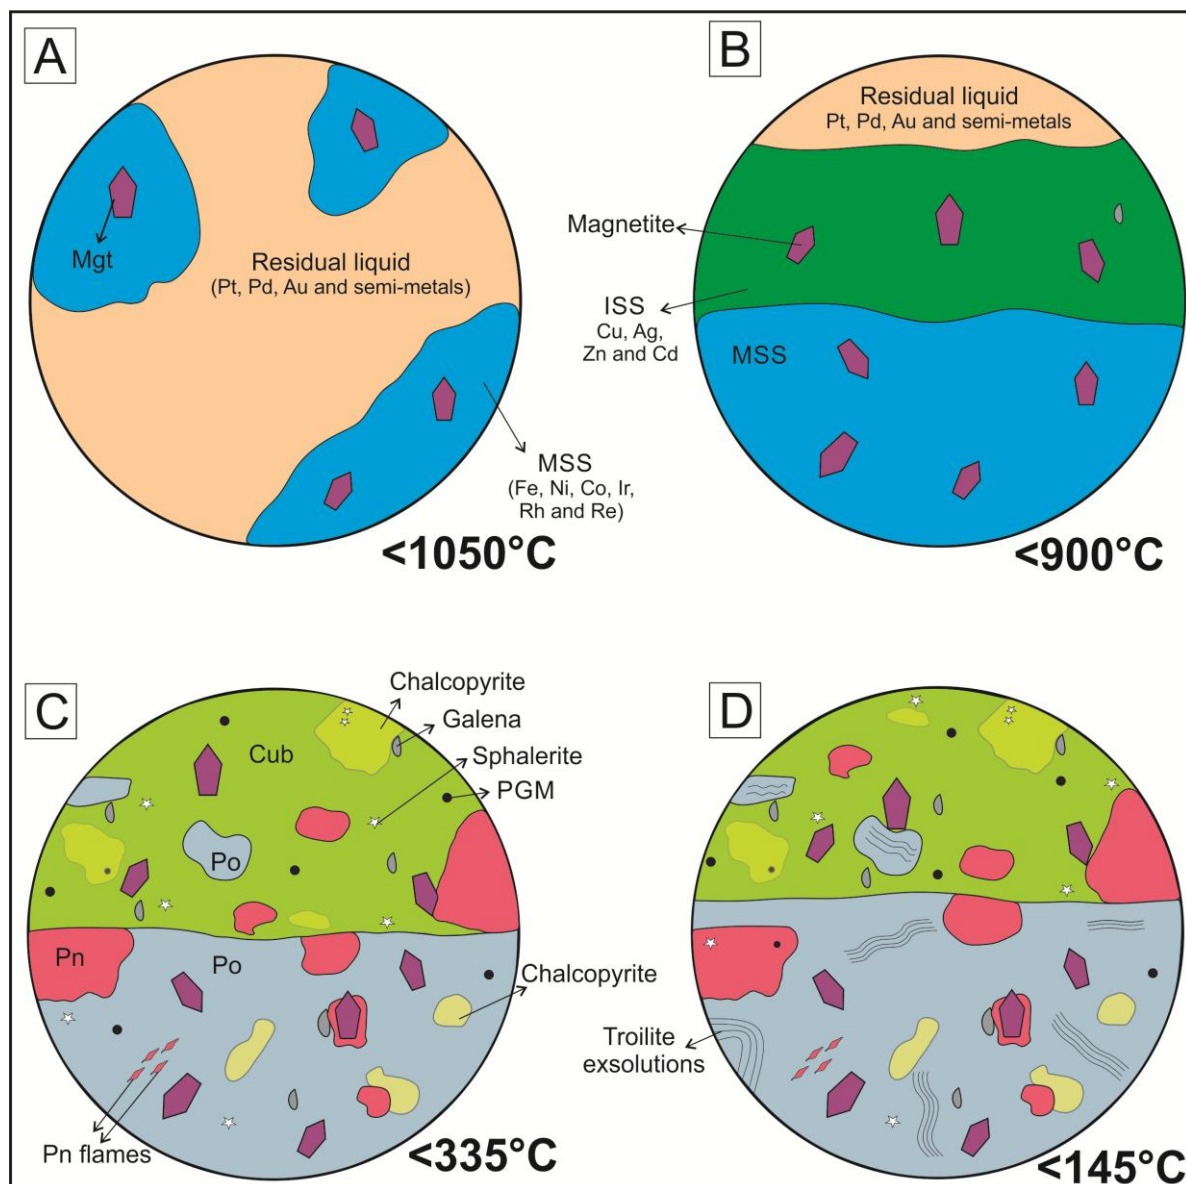 A
Mgt
Residual liquid
(Pt, Pd, Au and semi-metals)
MSS
(Fe, Ni, Co, Ir,
Rh and Re)
<1050°C
B
Residual liquid
Pt, Pd, Au and semi-metals
Magnetite
ISS
Cu, Ag,
Zn and Cd
MSS
<900°C
C
Chalcopyrite
Galena
Cub
Sphalerite
PGM
Po
Pn
Po
Chalcopyrite
Pn flames
<335°C
D
Troilite
exsolutions
<145°C